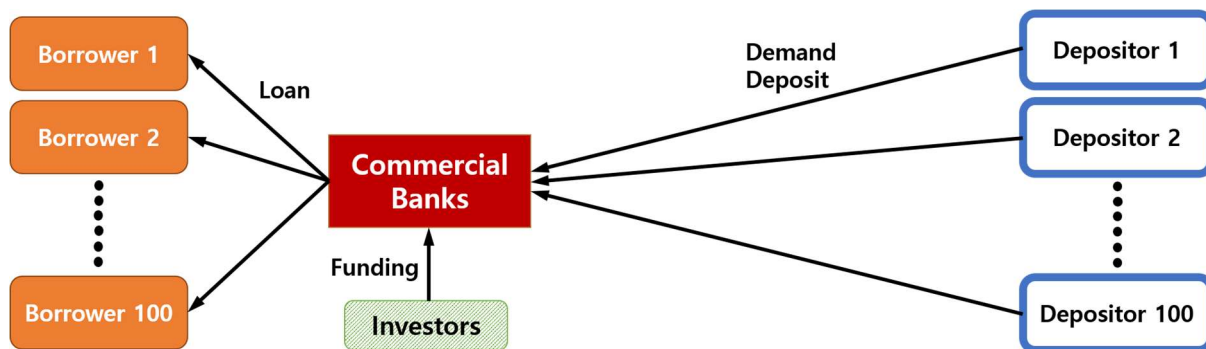 Borrower 1
Loan
Borrower 2
Borrower 100
Commercial
Banks
Funding
Investors
Demand
Deposit
Depositor 1
Depositor 2
Depositor 100